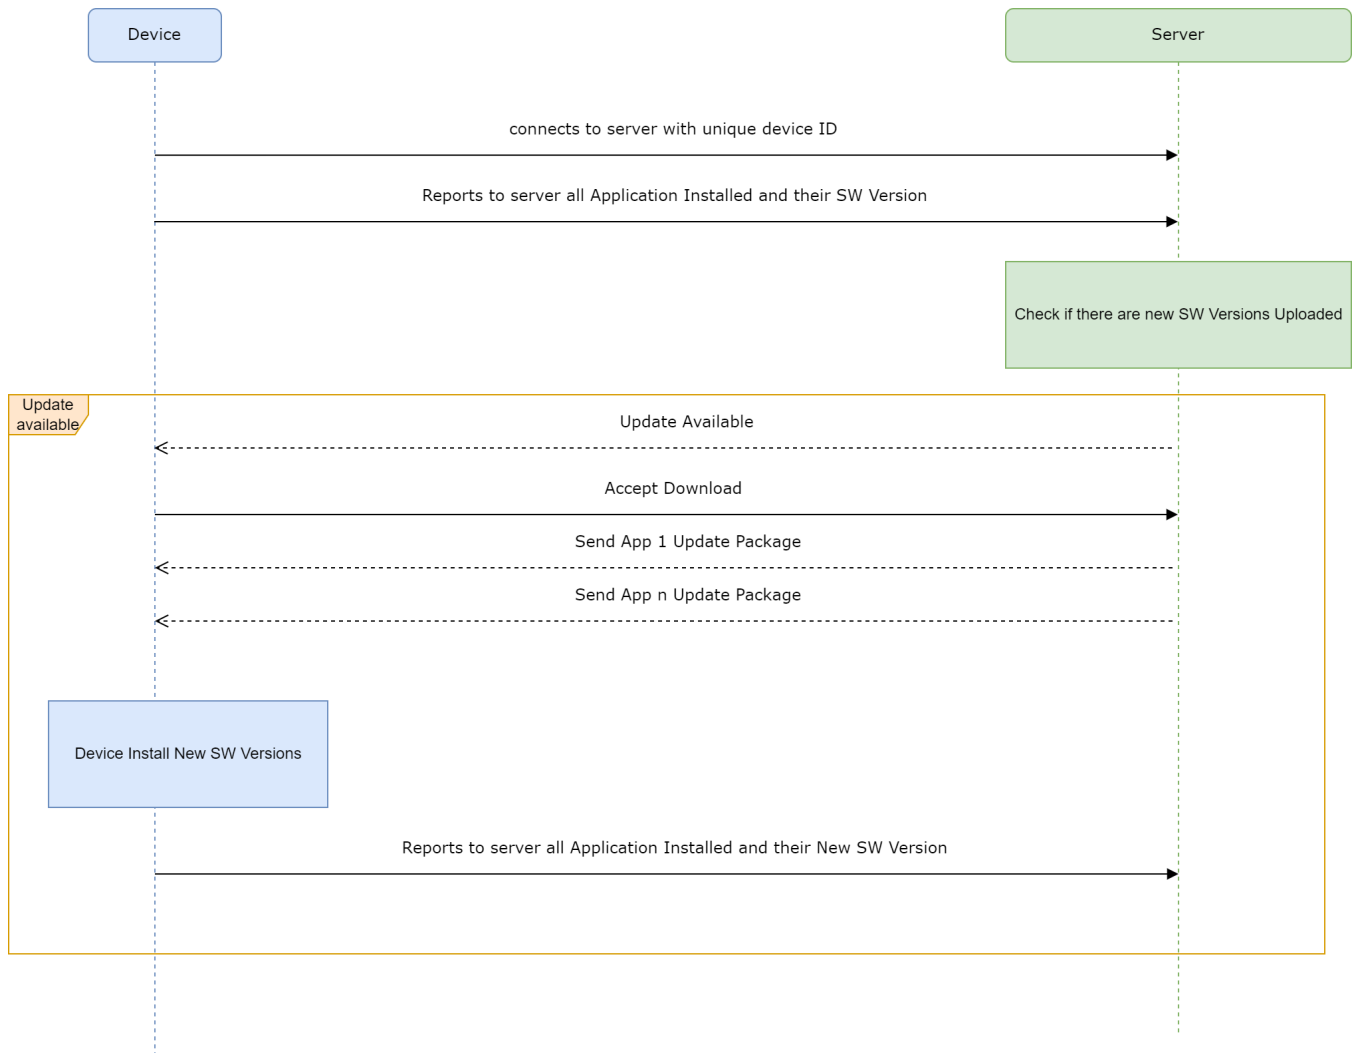 Device
Server
connects to server with unique device ID
Reports to server all Application Installed and their SW Version
Check if there are new SW Versions Uploaded
Update
available
Update Available
Accept Download
Send App 1 Update Package
Send App n Update Package
Device Install New SW Versions
Reports to server all Application Installed and their New SW Version